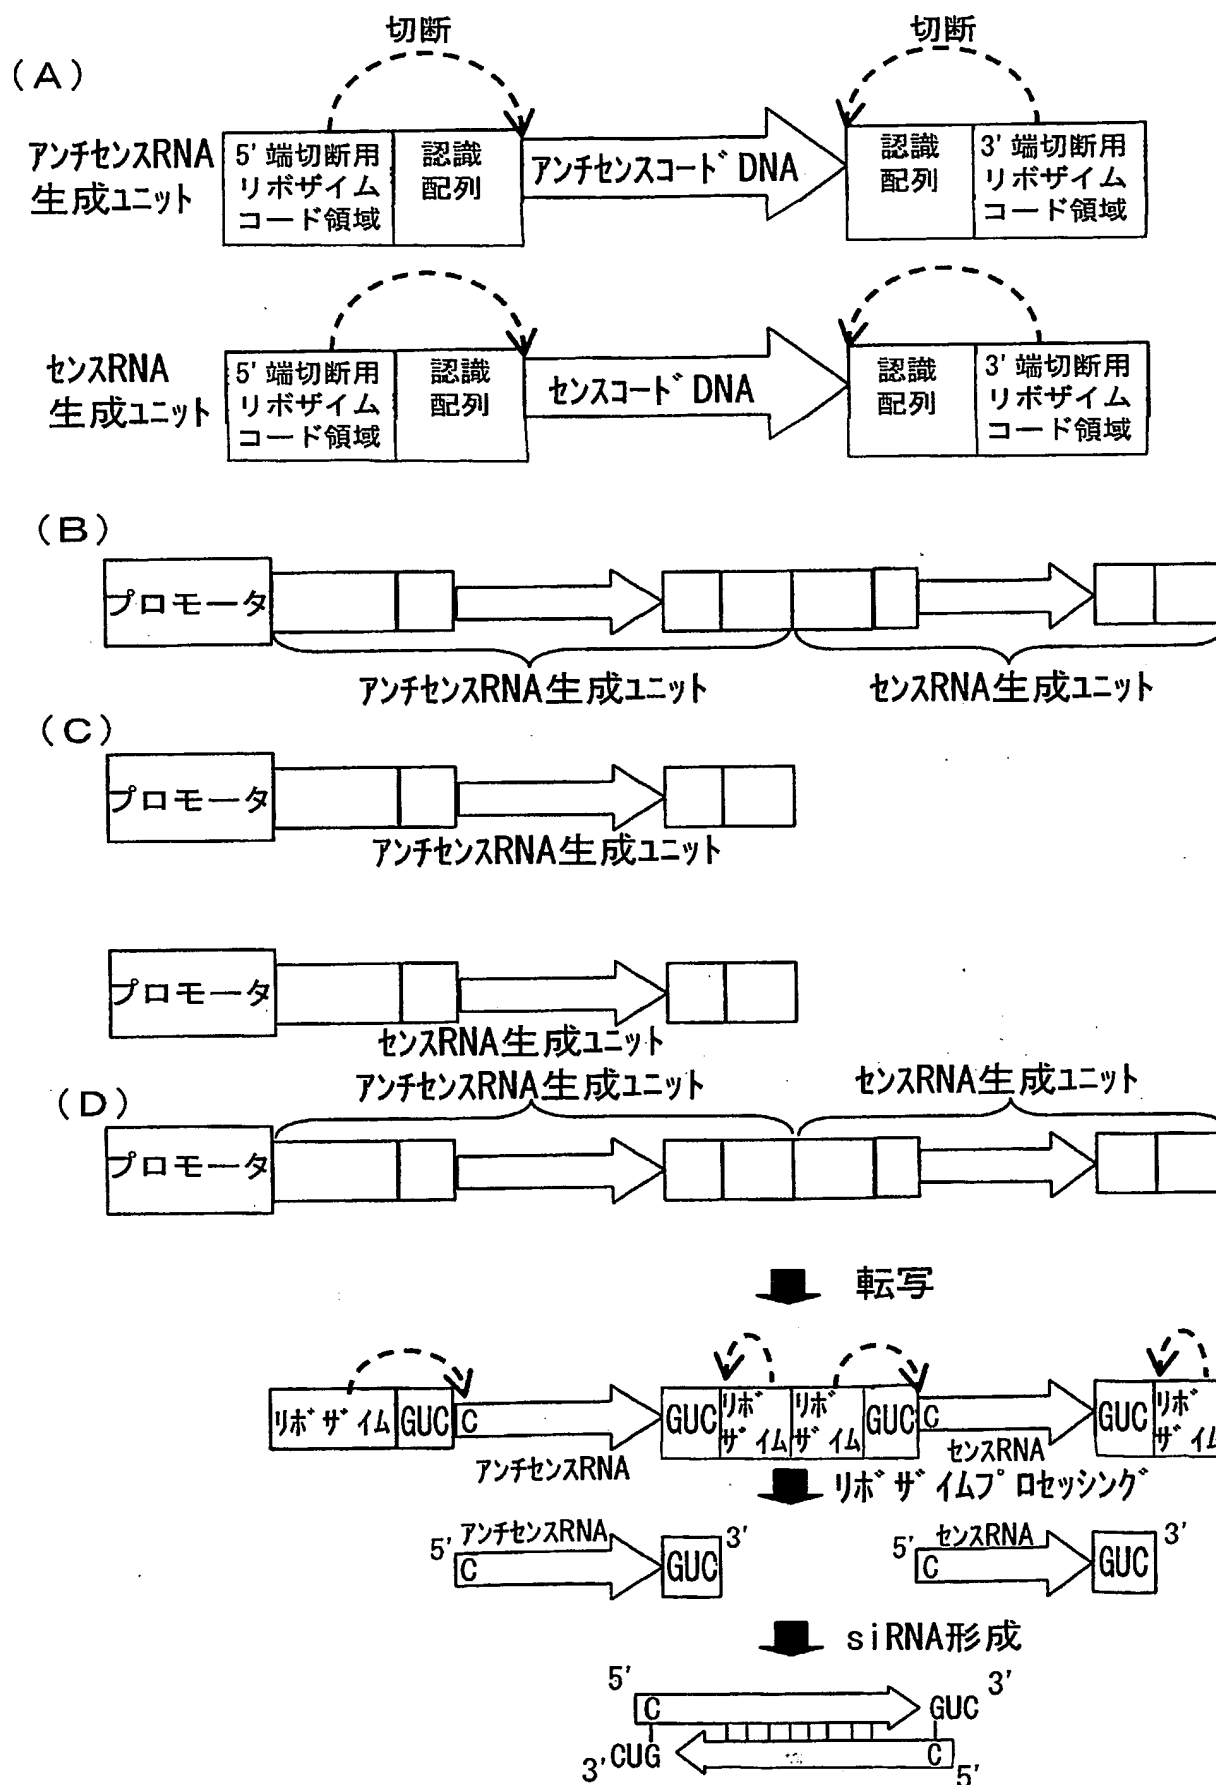 (A)
切断
切断
アンチセンスRNA
生成ユニット
5' 端切断用
リボザイム
コード領域
認識
配列
アンチセンスコードDNA
認識
配列
3' 端切断用
リボザイム
コード領域
センスRNA
生成ユニット
5' 端切断用
リボザイム
コード領域
認識
配列
センスコードDNA
認識
配列
3' 端切断用
リボザイム
コード領域
(B)
プロモータ
アンチセンスRNA生成ユニット
センスRNA生成ユニット
(C)
プロモータ
アンチセンスRNA生成ユニット
プロモータ
センスRNA生成ユニット
(D)
アンチセンスRNA生成ユニット
センスRNA生成ユニット
プロモータ
転写
リボザイム
GUC
C
GUC
リボ
ザイム
リボ
ザイム
GUC
C
GUC
リボ
ザイム
アンチセンスRNA
センスRNA
リボザイムプロセッシング
5'
アンチセンスRNA
C
GUC
3'
5'
センスRNA
C
GUC
3'
siRNA形成
5'
C
GUC
3'
3'
CUG
C
5'